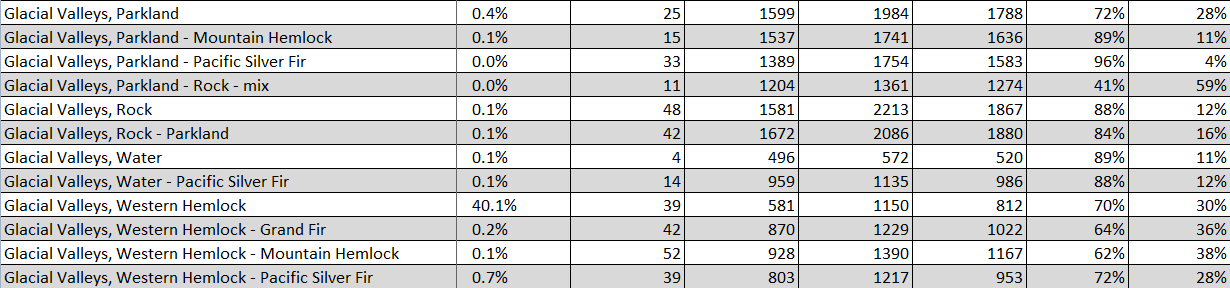 Glacial Valleys, Parkland 0.4% 25 1599 1984 1788 72% 28%
Glacial Valleys, Parkland - Mountain Hemlock 0.1% 15 1537 1741 1636 89% 11%
Glacial Valleys, Parkland - Pacific Silver Fir 0.0% 33 1389 1754 1583 96% 4%
Glacial Valleys, Parkland - Rock - mix 0.0% 11 1204 1361 1274 41% 59%
Glacial Valleys, Rock 0.1% 48 1581 2213 1867 88% 12%
Glacial Valleys, Rock - Parkland 0.1% 42 1672 2086 1880 84% 16%
Glacial Valleys, Water 0.1% 4 496 572 520 89% 11%
Glacial Valleys, Water - Pacific Silver Fir 0.1% 14 959 1135 986 88% 12%
Glacial Valleys, Western Hemlock 40.1% 39 581 1150 812 70% 30%
Glacial Valleys, Western Hemlock - Grand Fir 0.2% 42 870 1229 1022 64% 36%
Glacial Valleys, Western Hemlock - Mountain Hemlock 0.1% 52 928 1390 1167 62% 38%
Glacial Valleys, Western Hemlock - Pacific Silver Fir 0.7% 39 803 1217 953 72% 28%